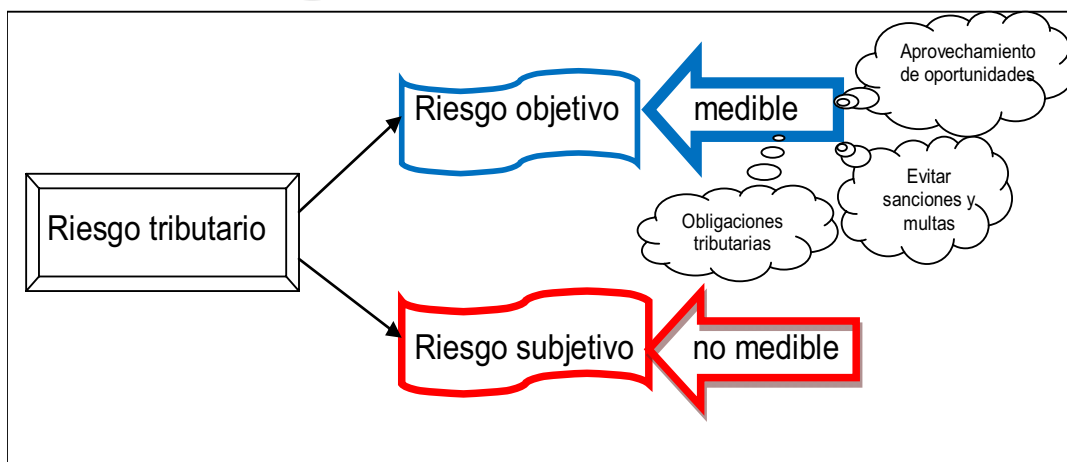 Riesgo tributario
Riesgo objetivo
medible
Aprovechamiento
de oportunidades
Evitar
sanciones y
multas
Obligaciones
tributarias
Riesgo subjetivo
no medible